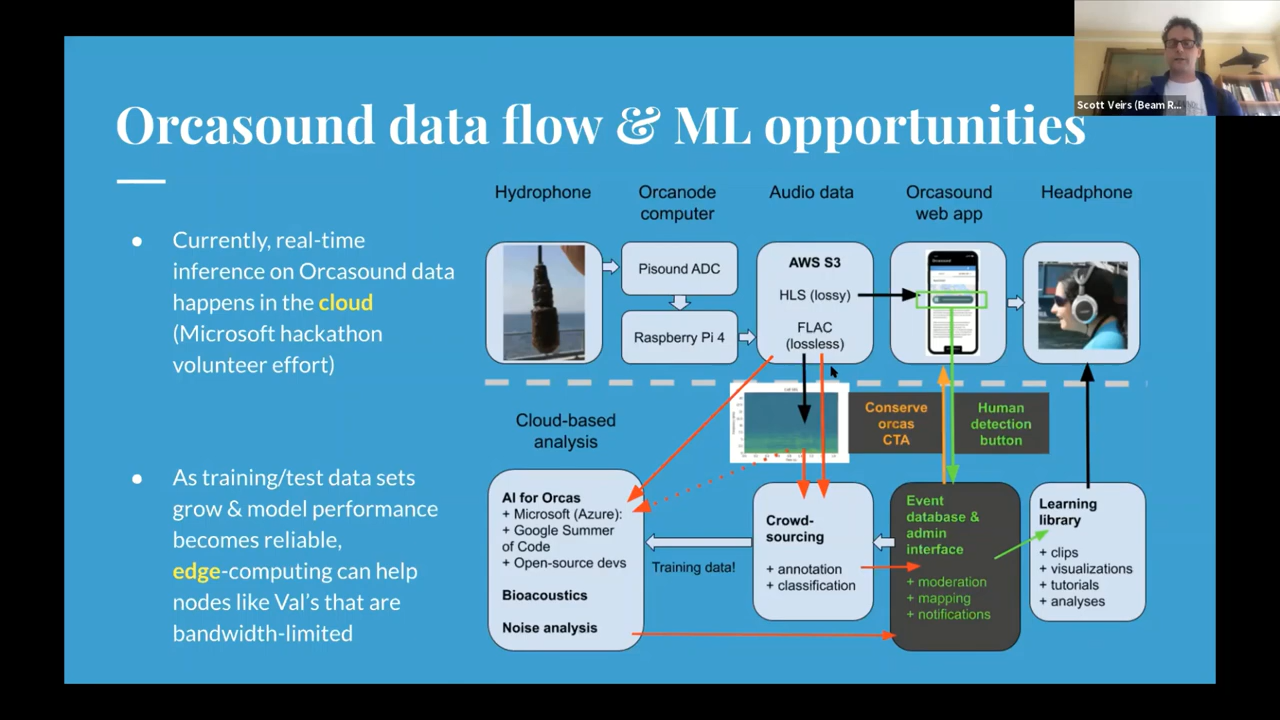 Scott Veirs (Beam R...
Orcasound data flow & ML opportunities
● Currently, real-time
inference on Orcasound data
happens in the cloud
(Microsoft hackathon
volunteer effort)
● As training/test data sets
grow & model performance
becomes reliable,
edge-computing can help
nodes like Val's that are
bandwidth-limited
Hydrophone
Orcanode
computer
Audio data
Orcasound
web app
Headphone
Pisound ADC
Raspberry Pi 4
AWS S3
HLS (lossy)
FLAC
(lossless)
Cloud-based
analysis
Conserve
orcas
CTA
Human
detection
button
AI for Orcas
+ Microsoft (Azure):
+ Google Summer
of Code
+ Open-source devs
Bioacoustics
Noise analysis
Training data!
Crowd-
sourcing
+ annotation
+ classification
Event
database &
admin
interface
+ moderation
+ mapping
+ notifications
Learning
library
+ clips
+ visualizations
+ tutorials
+ analyses